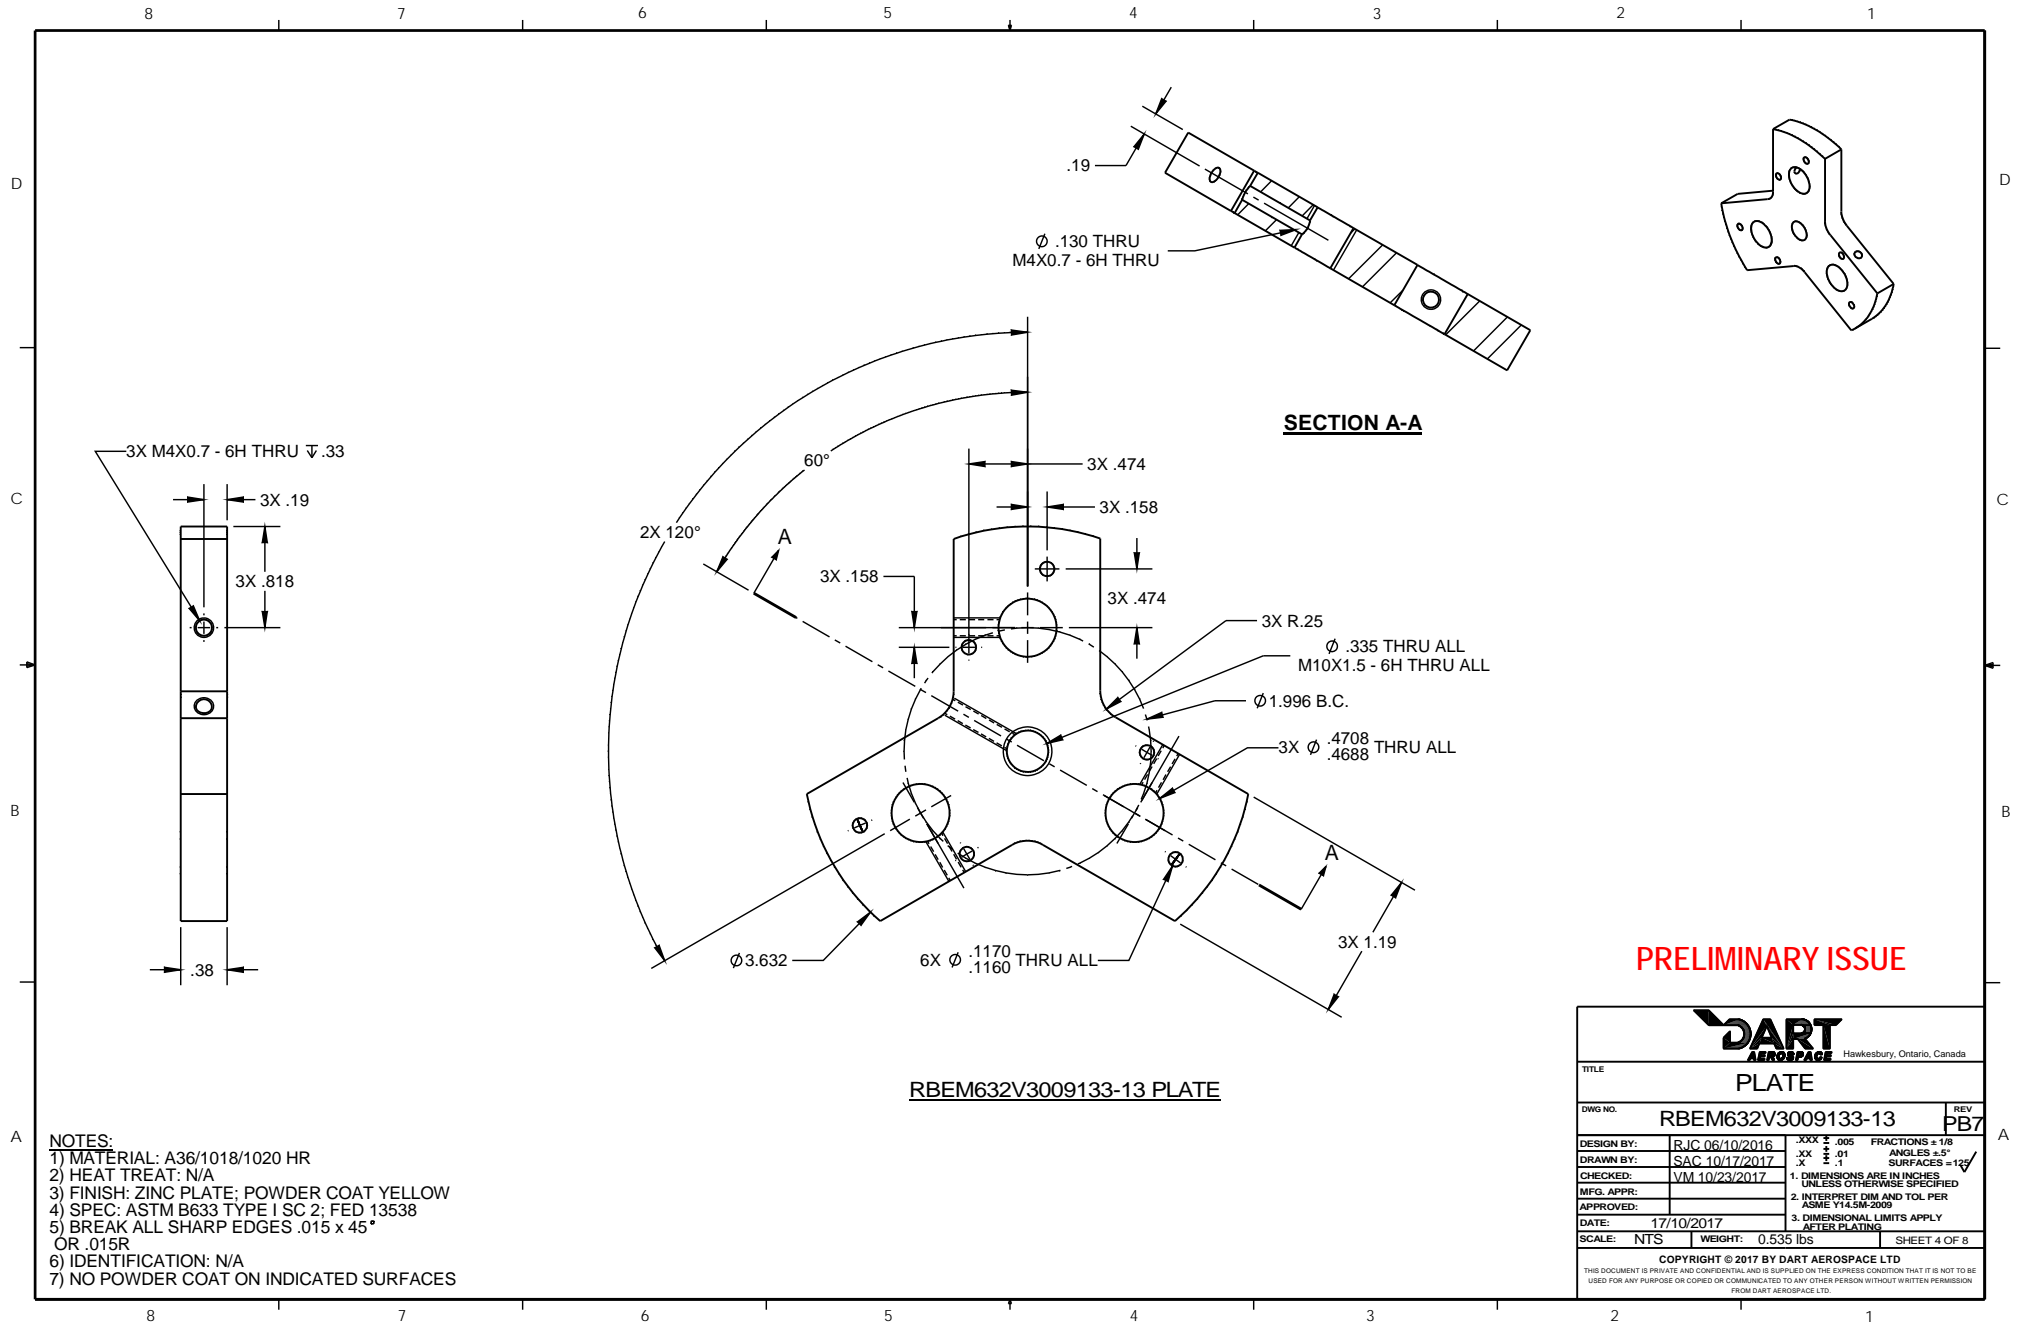 8 7 6 5 4 3 2 1
D
D
.19
Ø .130 THRU
M4X0.7 - 6H THRU
SECTION A-A
3X M4X0.7 - 6H THRU ↧ .33
3X .19
3X .818
.38
C
C
60°
2X 120°
3X .474
3X .158
A
3X .158
3X .474
3X R.25
Ø .335 THRU ALL
M10X1.5 - 6H THRU ALL
Ø1.996 B.C.
3X Ø .4708
.4688 THRU ALL
B
B
A
3X 1.19
Ø3.632
6X Ø .1170
.1160 THRU ALL
RBEM632V3009133-13 PLATE
PRELIMINARY ISSUE
A
A
NOTES:
1) MATERIAL: A36/1018/1020 HR
2) HEAT TREAT: N/A
3) FINISH: ZINC PLATE; POWDER COAT YELLOW
4) SPEC: ASTM B633 TYPE I SC 2; FED 13538
5) BREAK ALL SHARP EDGES .015 x 45°
OR .015R
6) IDENTIFICATION: N/A
7) NO POWDER COAT ON INDICATED SURFACES
DART
AEROSPACE
Hawkesbury, Ontario, Canada
TITLE
PLATE
DWG NO.
RBEM632V3009133-13
REV
PB7
DESIGN BY: RJC 06/10/2016
DRAWN BY: SAC 10/17/2017
CHECKED: VM 10/23/2017
MFG. APPR:
APPROVED:
DATE: 17/10/2017
.XXX ± .005 FRACTIONS ± 1/8
.XX ± .01 ANGLES ±.5°
.X ± .1 SURFACES = 125
1. DIMENSIONS ARE IN INCHES
UNLESS OTHERWISE SPECIFIED
2. INTERPRET DIM AND TOL PER
ASME Y14.5M-2009
3. DIMENSIONAL LIMITS APPLY
AFTER PLATING
SCALE: NTS WEIGHT: 0.535 lbs SHEET 4 OF 8
COPYRIGHT © 2017 BY DART AEROSPACE LTD
THIS DOCUMENT IS PRIVATE AND CONFIDENTIAL AND IS SUPPLIED ON THE EXPRESS CONDITION THAT IT IS NOT TO BE
USED FOR ANY PURPOSE OR COPIED OR COMMUNICATED TO ANY OTHER PERSON WITHOUT WRITTEN PERMISSION
FROM DART AEROSPACE LTD.
8 7 6 5 4 3 2 1